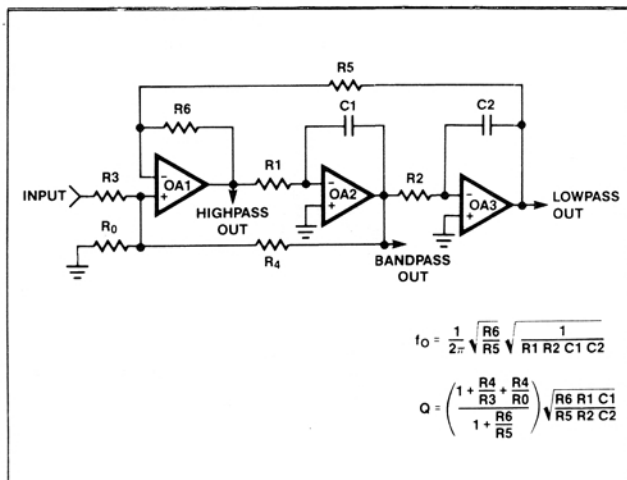 R5
R6
C1
C2
R3
R1
R2
INPUT
−
OA1
+
−
OA2
+
−
OA3
+
HIGHPASS
OUT
LOWPASS
OUT
R0
R4
BANDPASS
OUT
fO = 1/2π √(R6/R5) √(1/(R1 R2 C1 C2))
Q = ((1 + R4/R3 + R4/R0)/(1 + R6/R5)) √(R6 R1 C1/(R5 R2 C2))